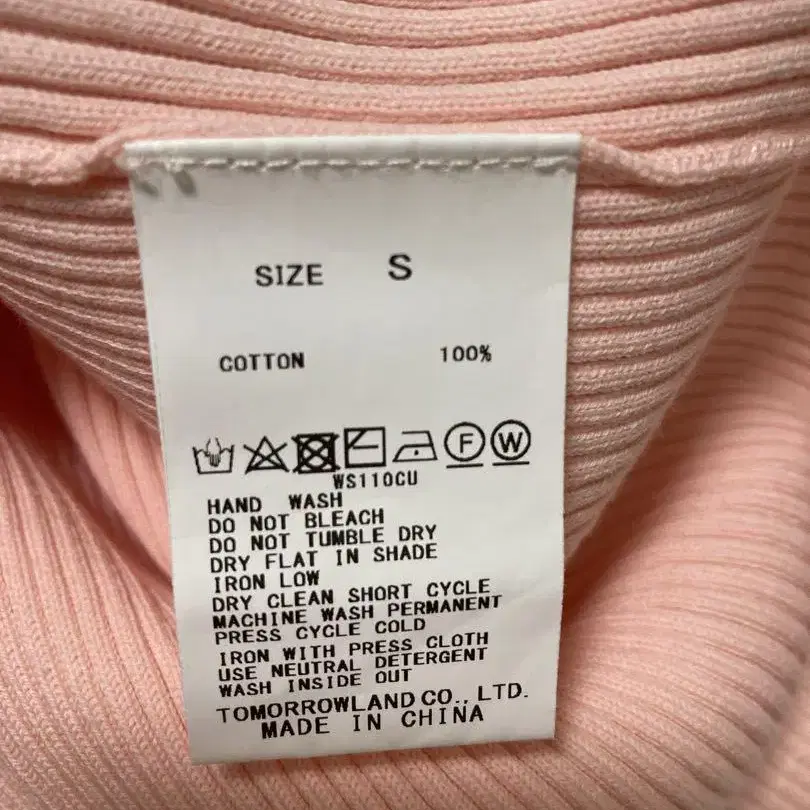 SIZE S
COTTON 100%
F W
WS110CU
HAND WASH
DO NOT BLEACH
DO NOT TUMBLE DRY
DRY FLAT IN SHADE
IRON LOW
DRY CLEAN SHORT CYCLE
MACHINE WASH PERMANENT
PRESS CYCLE COLD
IRON WITH PRESS CLOTH
USE NEUTRAL DETERGENT
WASH INSIDE OUT
TOMORROWLAND CO., LTD.
MADE IN CHINA